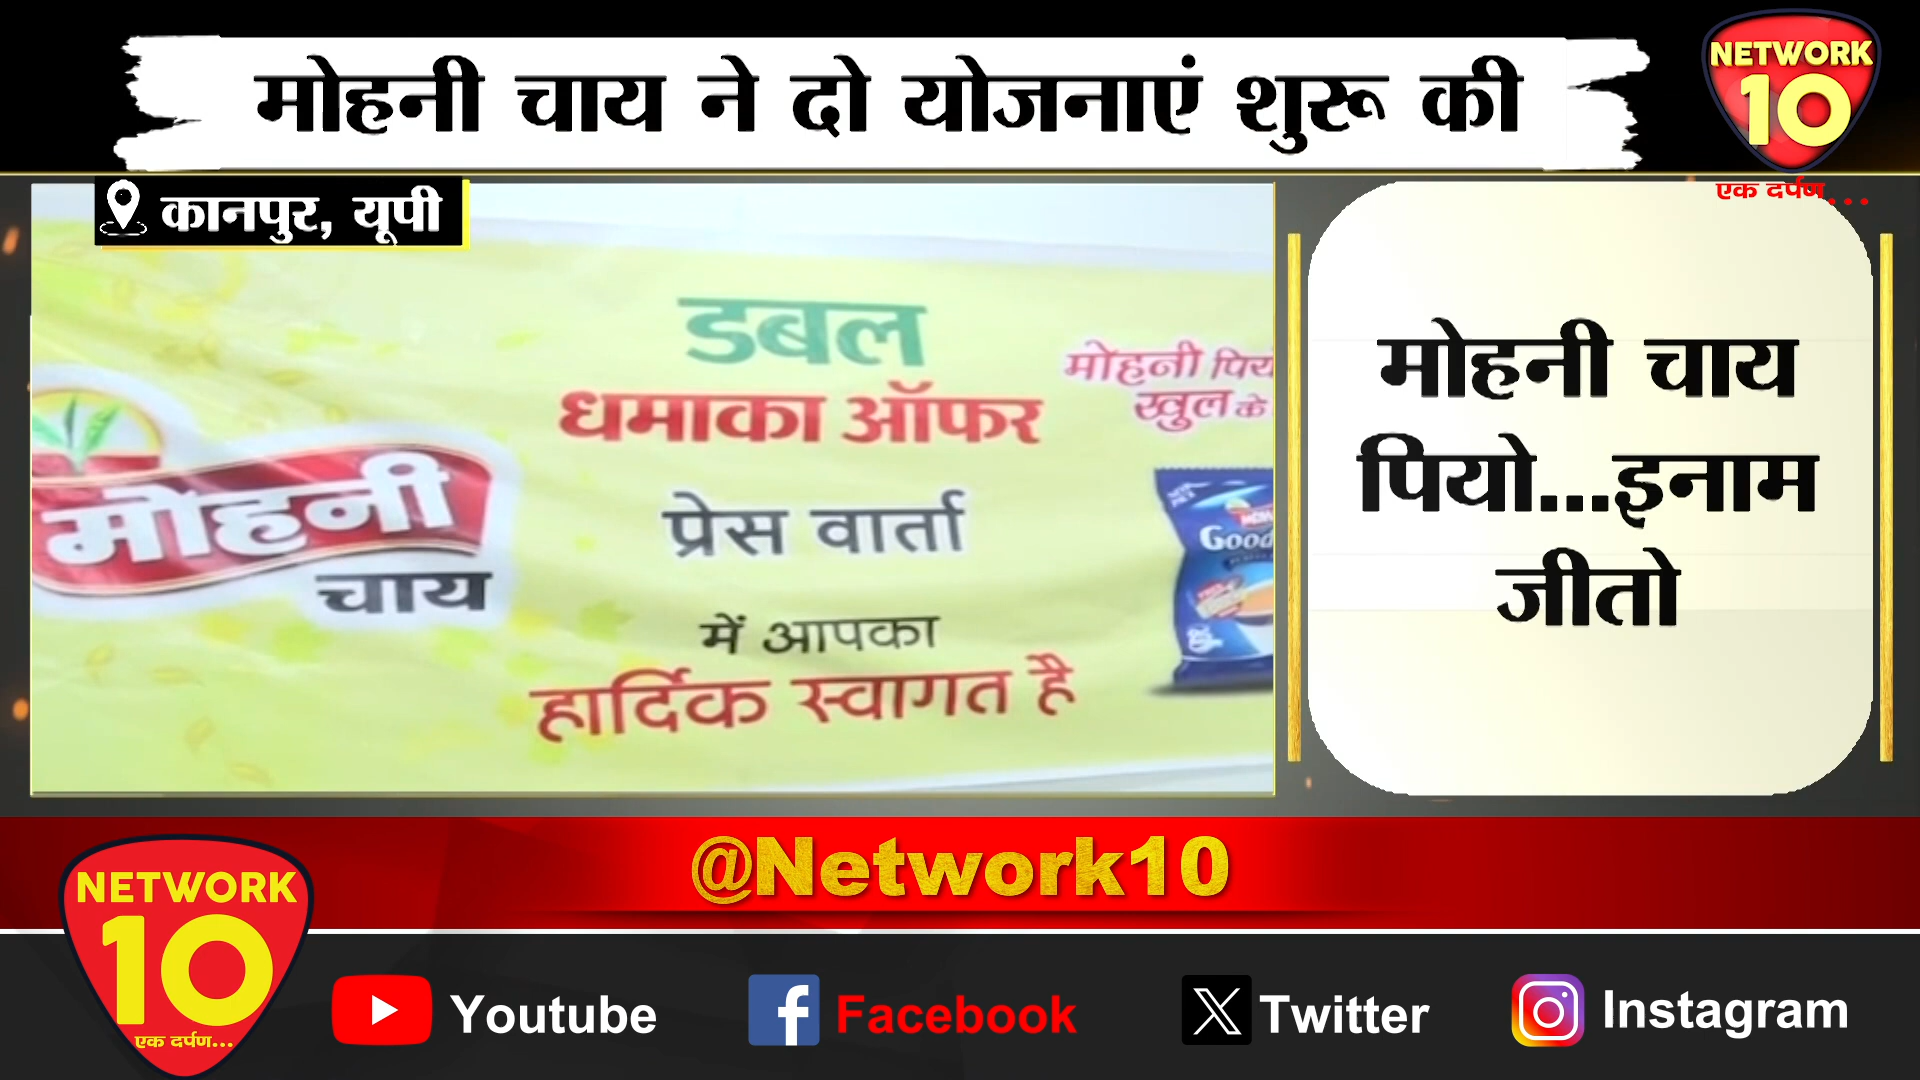 मोहनी चाय ने दो योजनाएं शुरू की
NETWORK
10
एक दर्पण...
कानपुर, यूपी
डबल
धमाका ऑफर
मोहनी
खुल के
मोहनी
चाय
प्रेस वार्ता
में आपका
हार्दिक स्वागत है
मोहनी चाय
पियो...इनाम
जीतो
@Network10
NETWORK
10
एक दर्पण...
Youtube
Facebook
Twitter
Instagram